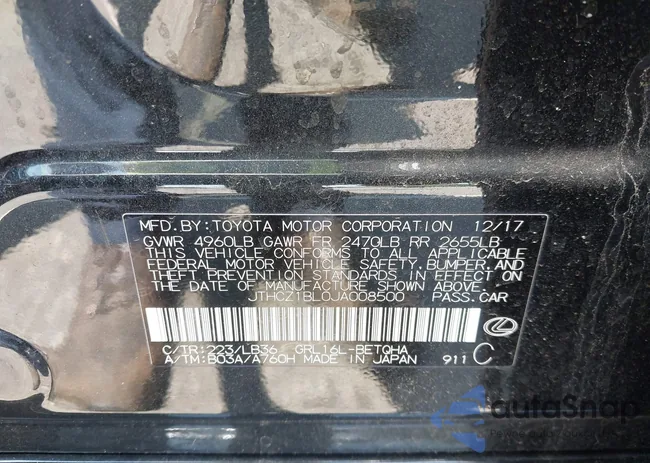 MFD.BY:TOYOTA MOTOR CORPORATION 12/17
GVWR 4960LB GAWR FR 2470LB RR 2655LB
THIS VEHICLE CONFORMS TO ALL APPLICABLE
FEDERAL MOTOR VEHICLE SAFETY,BUMPER,AND
THEFT PREVENTION STANDARDS IN EFFECT ON
THE DATE OF MANUFACTURE SHOWN ABOVE.
JTHCZ1BL0JA008500 PASS.CAR
C/TR:223/LB36 GRL16L-BETQHA
A/TM:B03A/A760H MADE IN JAPAN 911 C
autoSnap